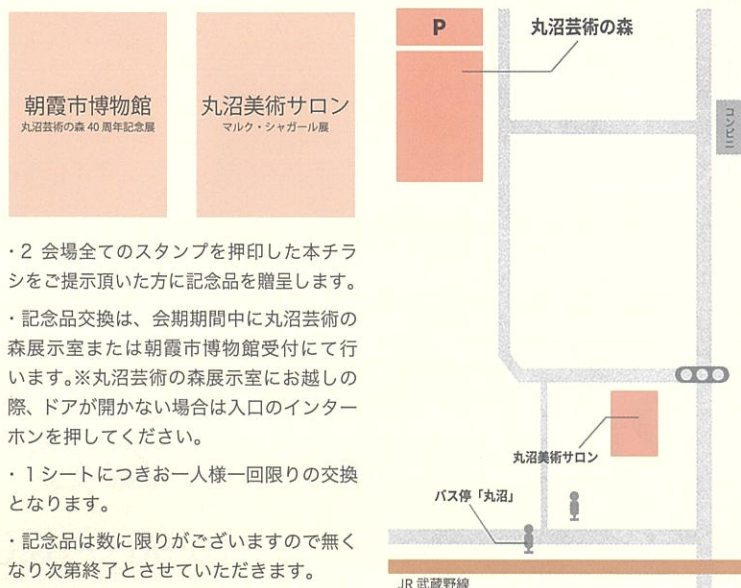 朝霞市博物館
丸沼芸術の森 40 周年記念展
丸沼美術サロン
マルク・シャガール展
・2 会場全てのスタンプを押印した本チラ
シをご提示頂いた方に記念品を贈呈します。
・記念品交換は、会期期間中に丸沼芸術の
森展示室または朝霞市博物館受付にて行
います。※丸沼芸術の森展示室にお越しの
際、ドアが開かない場合は入口のインター
ホンを押してください。
・1シートにつきお一人様一回限りの交換
となります。
・記念品は数に限りがございますので無く
なり次第終了とさせていただきます。
P
丸沼芸術の森
コンビニ
丸沼美術サロン
バス停「丸沼」
JR 武蔵野線